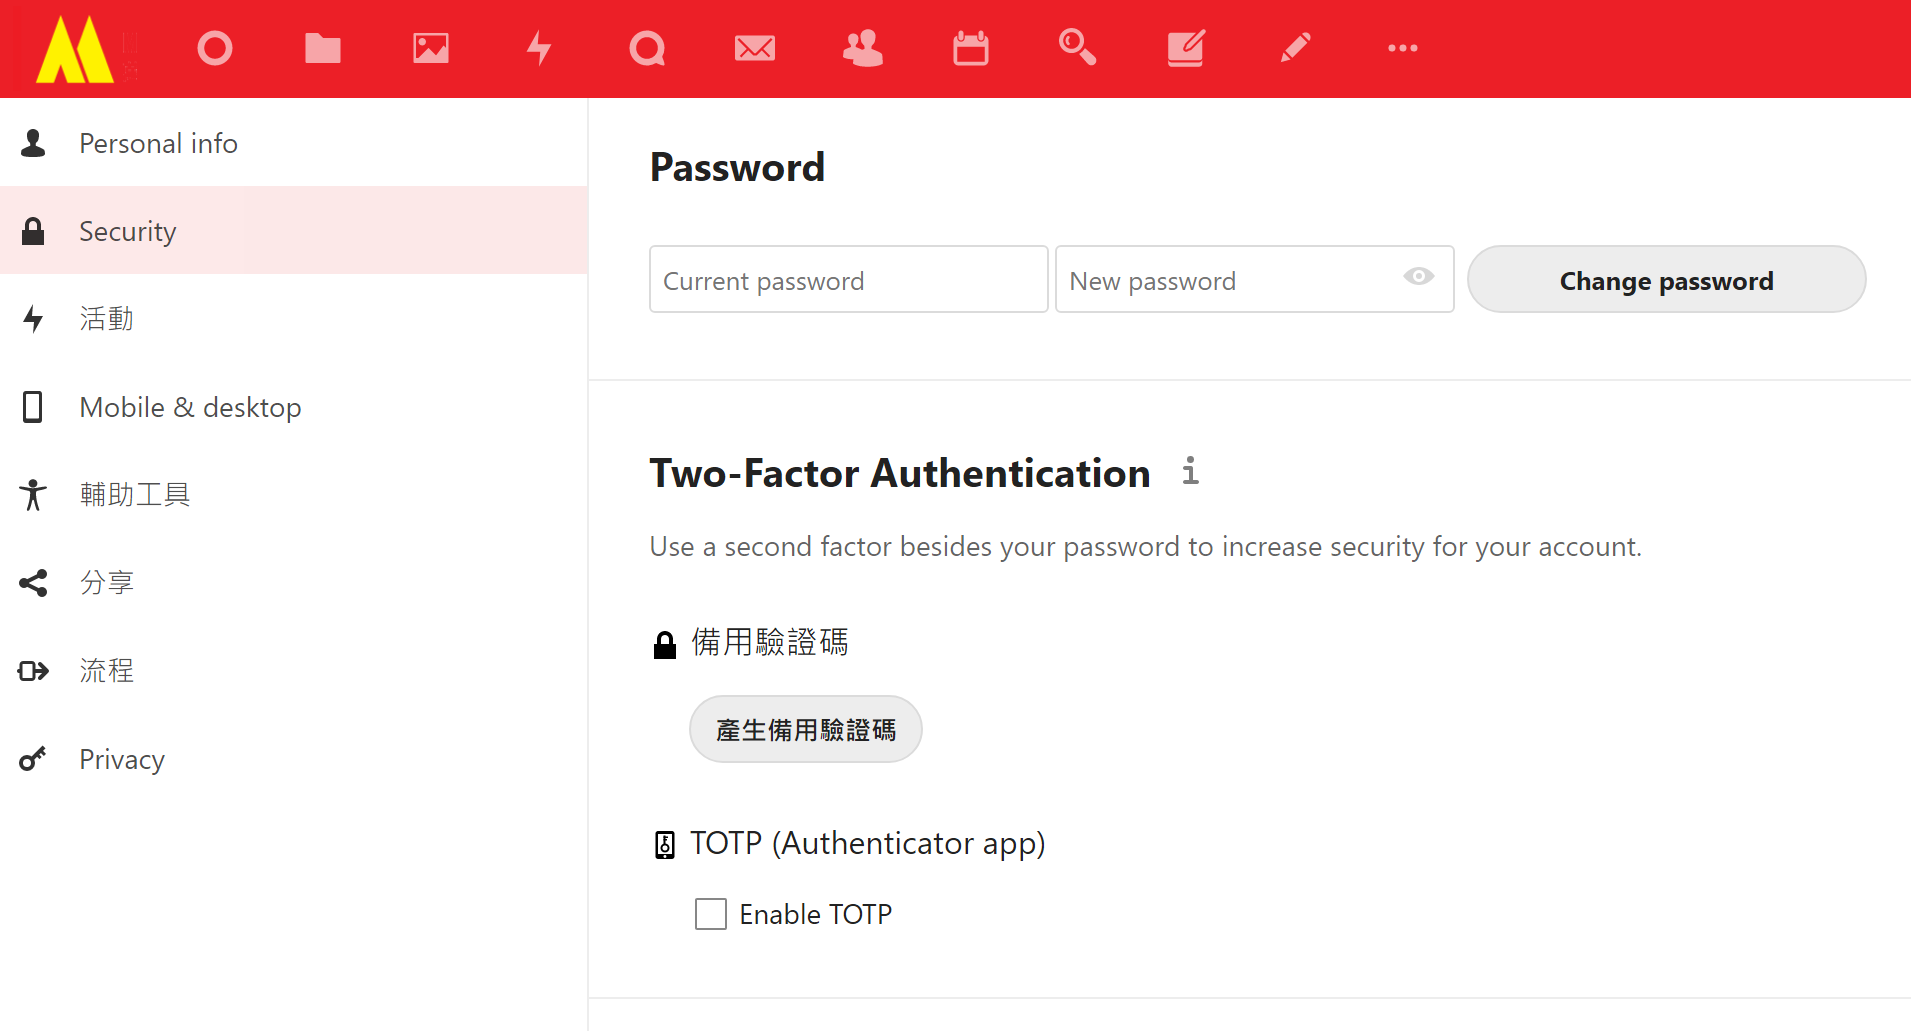 Personal info
Security
活動
Mobile & desktop
輔助工具
分享
流程
Privacy
Password
Current password
New password
Change password
Two-Factor Authentication
Use a second factor besides your password to increase security for your account.
備用驗證碼
產生備用驗證碼
TOTP (Authenticator app)
Enable TOTP